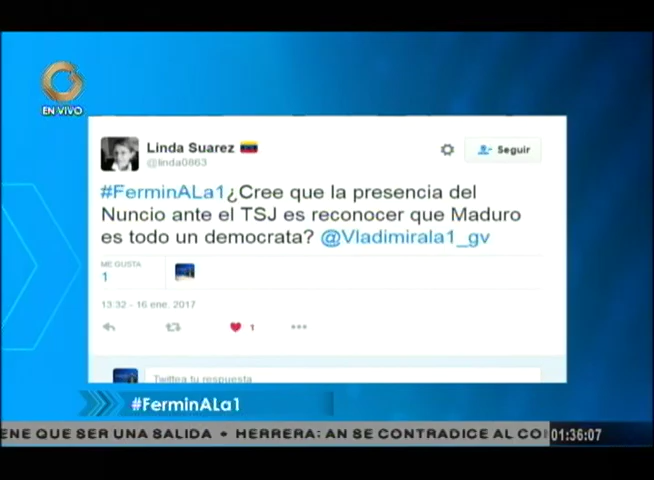 EN VIVO
Linda Suarez
@linda0863
Seguir
#FerminALa1¿Cree que la presencia del
Nuncio ante el TSJ es reconocer que Maduro
es todo un democrata? @Vladimirala1_gv
ME GUSTA
1
13:32 - 16 ene. 2017
1
Twittea tu respuesta
#FerminALa1
ENE QUE SER UNA SALIDA + HERRERA: AN SE CONTRADICE AL CO
01:36:07